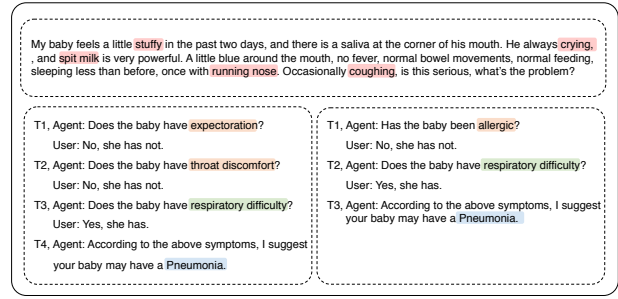 My baby feels a little stuffy in the past two days, and there is a saliva at the corner of his mouth. He always crying,
, and spit milk is very powerful. A little blue around the mouth, no fever, normal bowel movements, normal feeding,
sleeping less than before, once with running nose. Occasionally coughing, is this serious, what's the problem?
T1, Agent: Does the baby have expectoration?
User: No, she has not.
T2, Agent: Does the baby have throat discomfort?
User: No, she has not.
T3, Agent: Does the baby have respiratory difficulty?
User: Yes, she has.
T4, Agent: According to the above symptoms, I suggest
your baby may have a Pneumonia.
T1, Agent: Has the baby been allergic?
User: No, she has not.
T2, Agent: Does the baby have respiratory difficulty?
User: Yes, she has.
T3, Agent: According to the above symptoms, I suggest
your baby may have a Pneumonia.